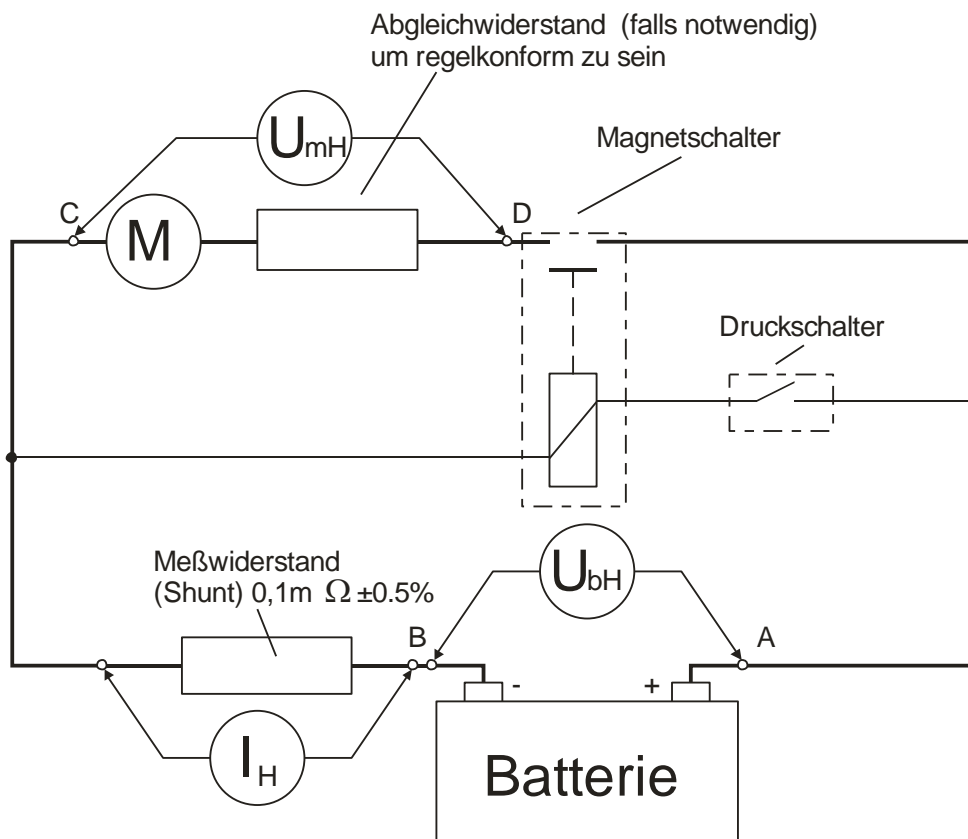 Abgleichwiderstand (falls notwendig)
um regelkonform zu sein
UmH
Magnetschalter
C
D
M
Druckschalter
Meßwiderstand
(Shunt) 0,1m Ω ±0.5%
UbH
B
A
- +
IH
Batterie